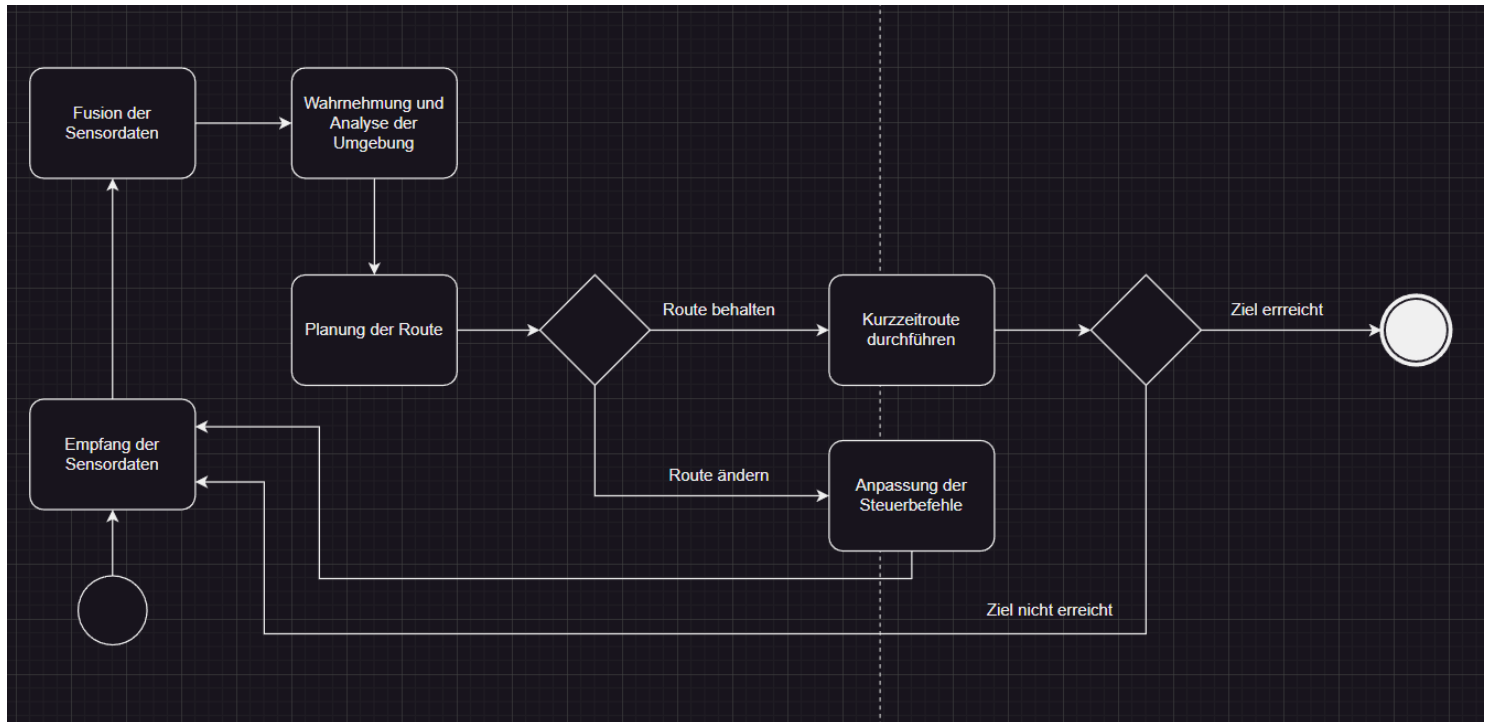 Fusion der
Sensordaten
Wahrnehmung und
Analyse der
Umgebung
Planung der Route
Route behalten
Kurzzeitroute
durchführen
Ziel errreicht
Empfang der
Sensordaten
Route ändern
Anpassung der
Steuerbefehle
Ziel nicht erreicht